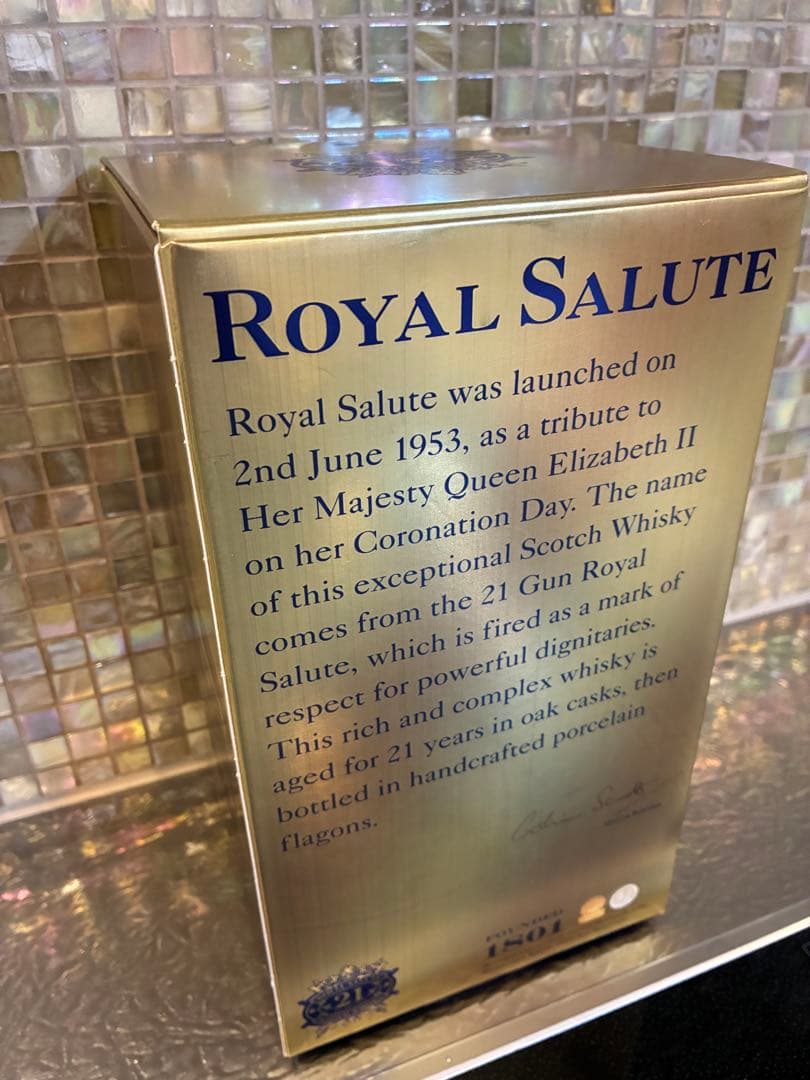 ROYAL SALUTE
Royal Salute was launched on
2nd June 1953, as a tribute to
Her Majesty Queen Elizabeth II
on her Coronation Day. The name
of this exceptional Scotch Whisky
comes from the 21 Gun Royal
Salute, which is fired as a mark of
respect for powerful dignitaries.
This rich and complex whisky is
aged for 21 years in oak casks, then
bottled in handcrafted porcelain
flagons.
FOUNDED
1801
21